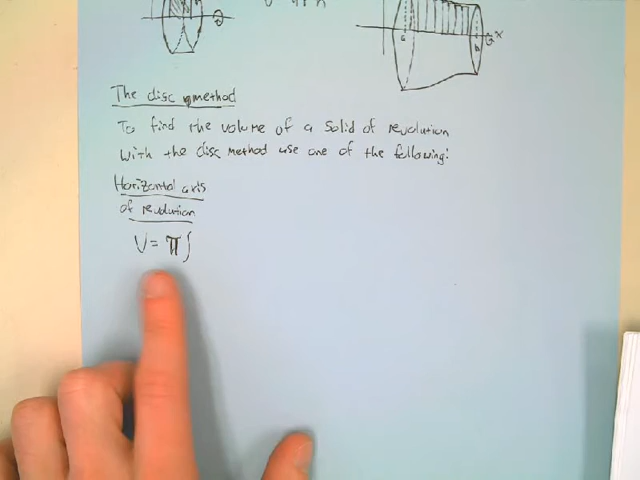 The disc method
To find the volume of a solid of revolution
with the disc method use one of the following:
Horizontal axis
of revolution
V = π∫
a
b
x